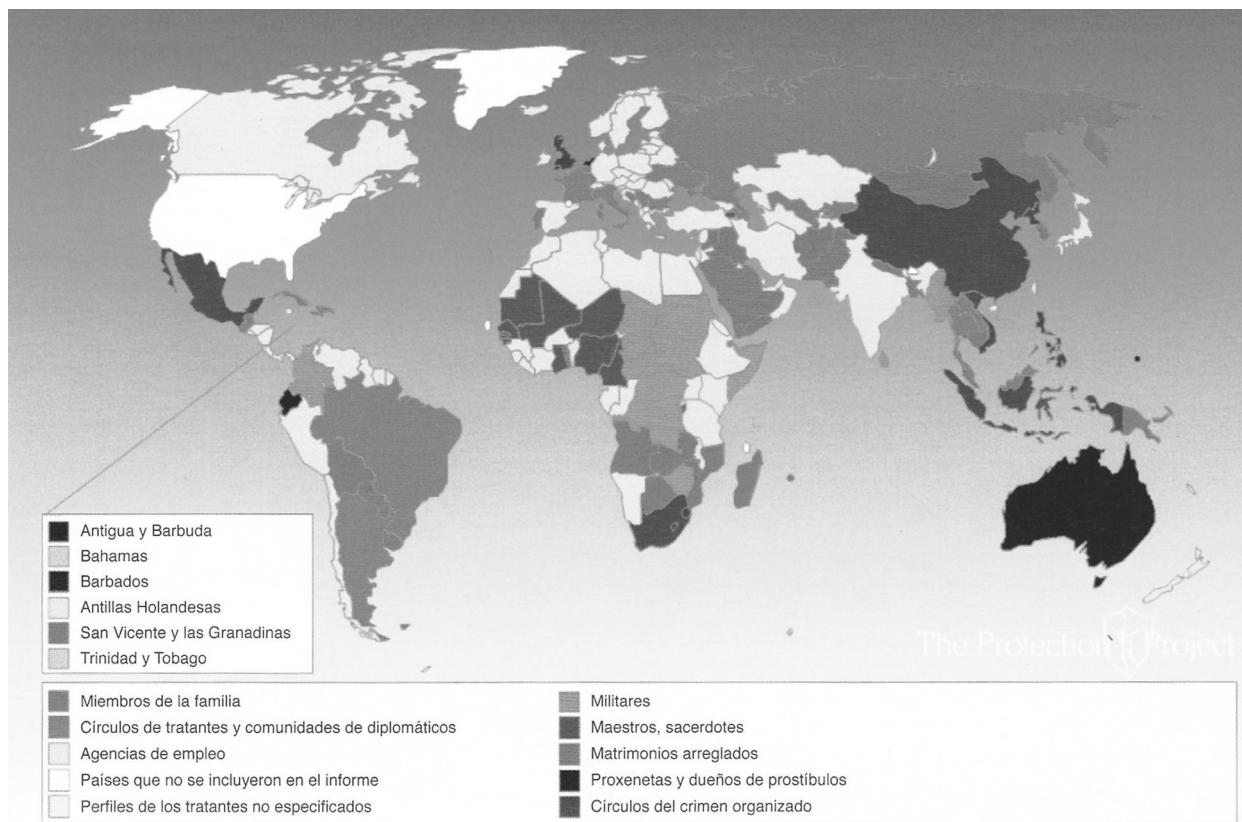 The Protection Project
Antigua y Barbuda
Bahamas
Barbados
Antillas Holandesas
San Vicente y las Granadinas
Trinidad y Tobago
Miembros de la familia
Círculos de tratantes y comunidades de diplomáticos
Agencias de empleo
Países que no se incluyeron en el informe
Perfiles de los tratantes no especificados
Militares
Maestros, sacerdotes
Matrimonios arreglados
Proxenetas y dueños de prostíbulos
Círculos del crimen organizado